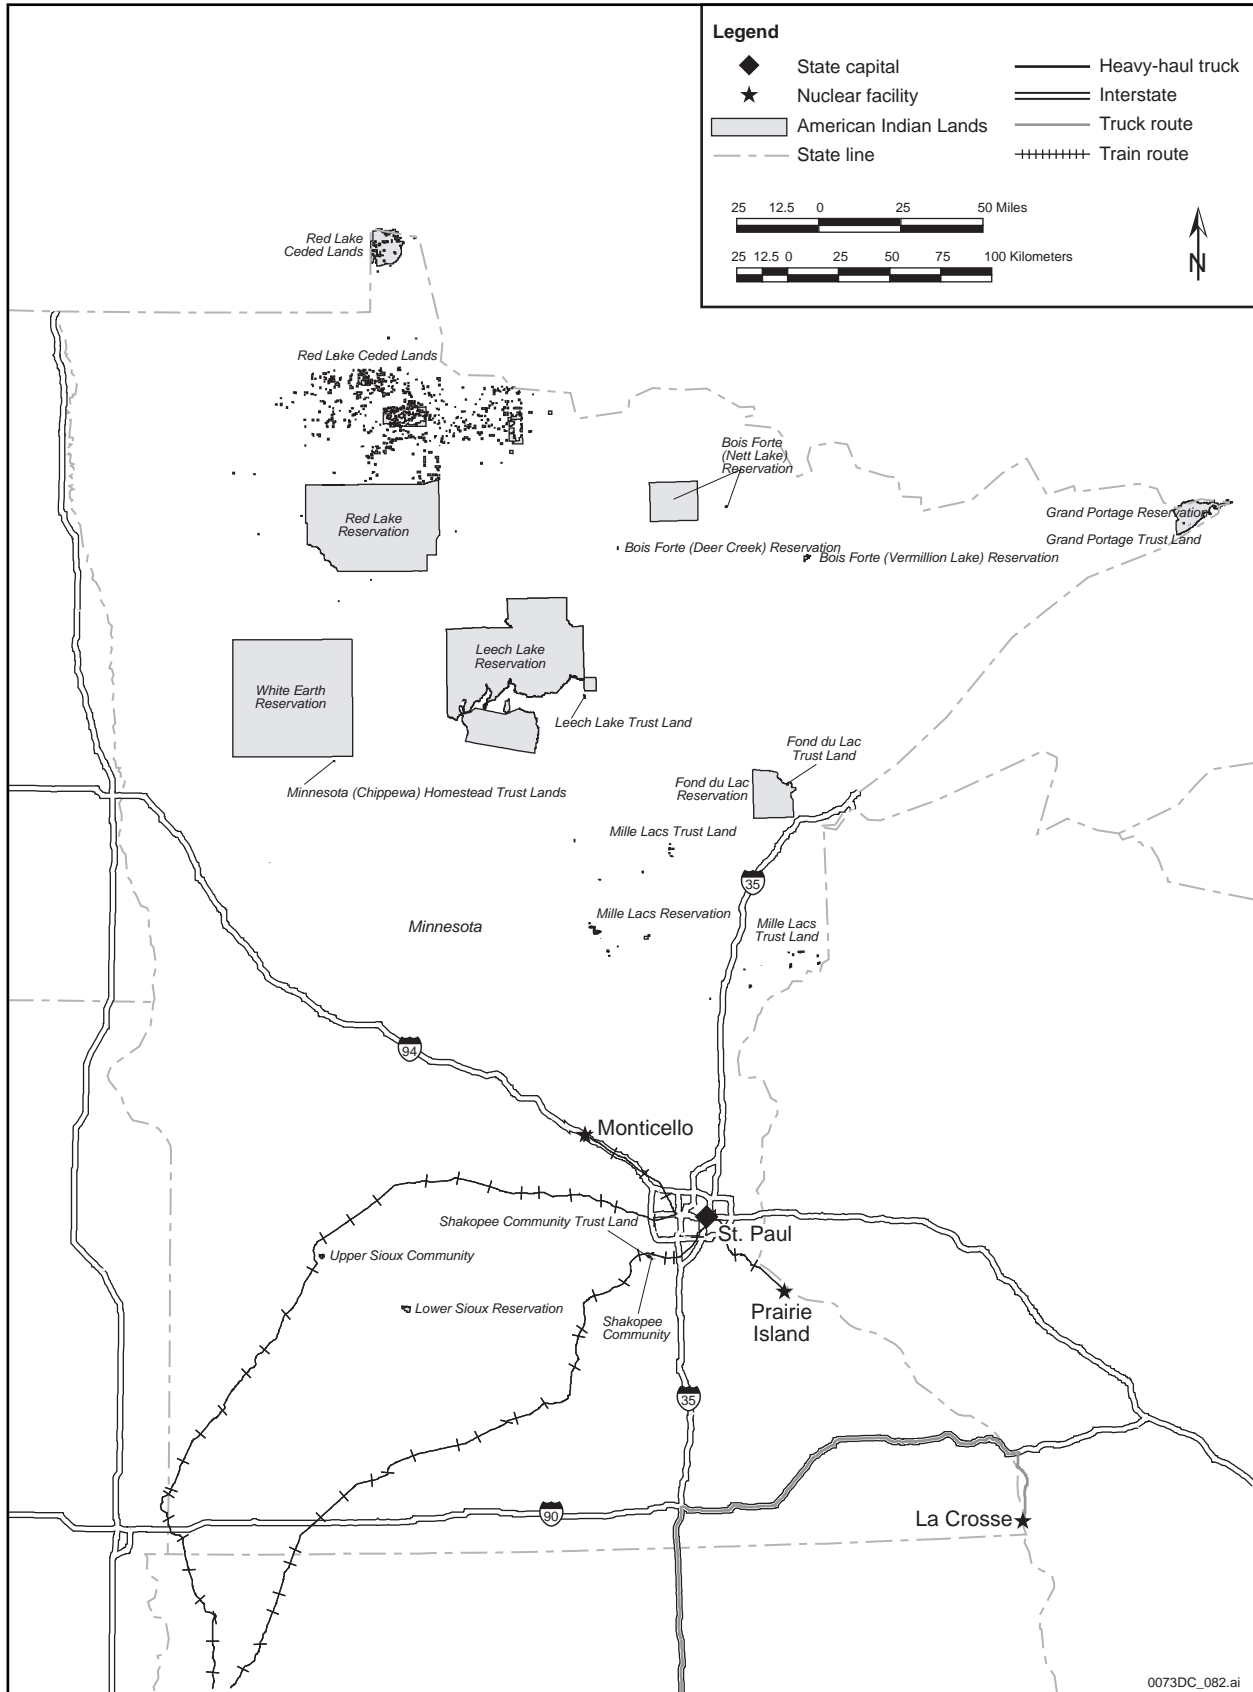 Legend
State capital
Nuclear facility
American Indian Lands
State line
Heavy-haul truck
Interstate
Truck route
Train route
25 12.5 0 25 50 Miles
25 12.5 0 25 50 75 100 Kilometers
N
Red Lake
Ceded Lands
Red Lake Ceded Lands
Bois Forte
(Nett Lake)
Reservation
Red Lake
Reservation
Grand Portage Reservation
Grand Portage Trust Land
Bois Forte (Deer Creek) Reservation
Bois Forte (Vermillion Lake) Reservation
Leech Lake
Reservation
White Earth
Reservation
Leech Lake Trust Land
Fond du Lac
Trust Land
Fond du Lac
Reservation
Minnesota (Chippewa) Homestead Trust Lands
Mille Lacs Trust Land
35
Mille Lacs Reservation
Minnesota
Mille Lacs
Trust Land
94
Monticello
Shakopee Community Trust Land
St. Paul
Upper Sioux Community
Lower Sioux Reservation
Shakopee
Community
Prairie
Island
35
90
La Crosse
0073DC_082.ai